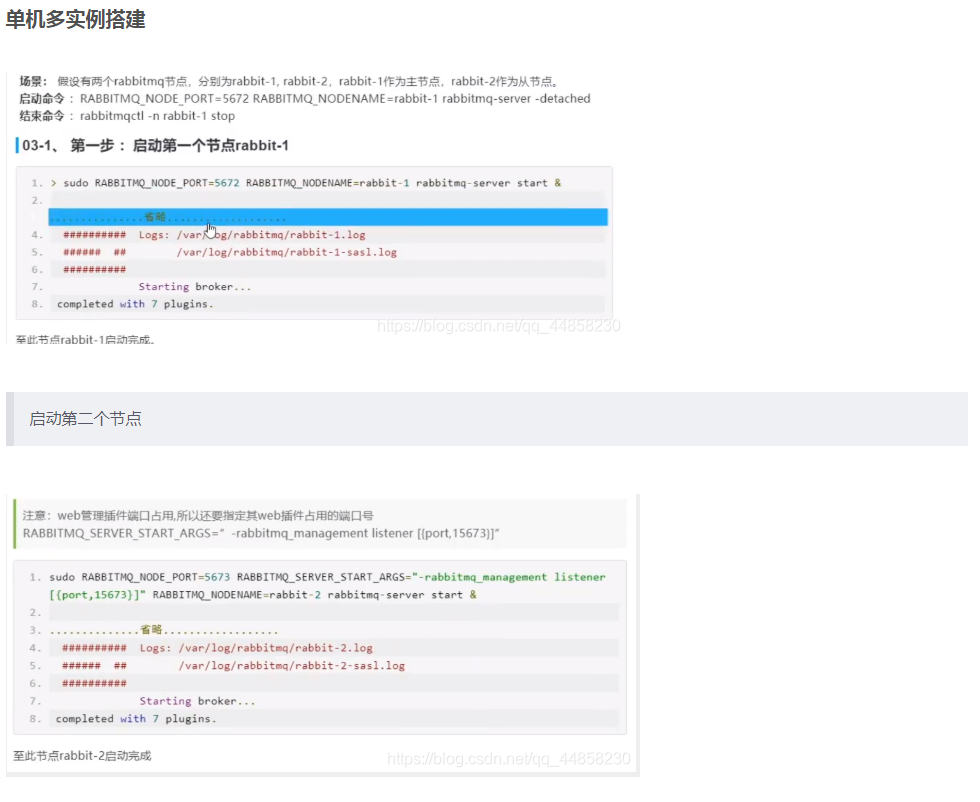 单机多实例搭建
场景： 假设有两个rabbitmq节点，分别为rabbit-1, rabbit-2，rabbit-1作为主节点，rabbit-2作为从节点。
启动命令 ：RABBITMQ_NODE_PORT=5672 RABBITMQ_NODENAME=rabbit-1 rabbitmq-server -detached
结束命令 ：rabbitmqctl -n rabbit-1 stop
03-1、 第一步 ：启动第一个节点rabbit-1
1. > sudo RABBITMQ_NODE_PORT=5672 RABBITMQ_NODENAME=rabbit-1 rabbitmq-server start &
2.
...............省略...................
4. ########## Logs: /var/log/rabbitmq/rabbit-1.log
5. ###### ## /var/log/rabbitmq/rabbit-1-sasl.log
6. ##########
7. Starting broker...
8. completed with 7 plugins.
https://blog.csdn.net/qq_44858230
至此节点rabbit-1启动完成。
启动第二个节点
注意：web管理插件端口占用,所以还要指定其web插件占用的端口号
RABBITMQ_SERVER_START_ARGS=” -rabbitmq_management listener [{port,15673}]”
1. sudo RABBITMQ_NODE_PORT=5673 RABBITMQ_SERVER_START_ARGS="-rabbitmq_management listener
[{port,15673}]" RABBITMQ_NODENAME=rabbit-2 rabbitmq-server start &
2.
3. ..............省略..................
4. ########## Logs: /var/log/rabbitmq/rabbit-2.log
5. ###### ## /var/log/rabbitmq/rabbit-2-sasl.log
6. ##########
7. Starting broker...
8. completed with 7 plugins.
至此节点rabbit-2启动完成
https://blog.csdn.net/qq_44858230